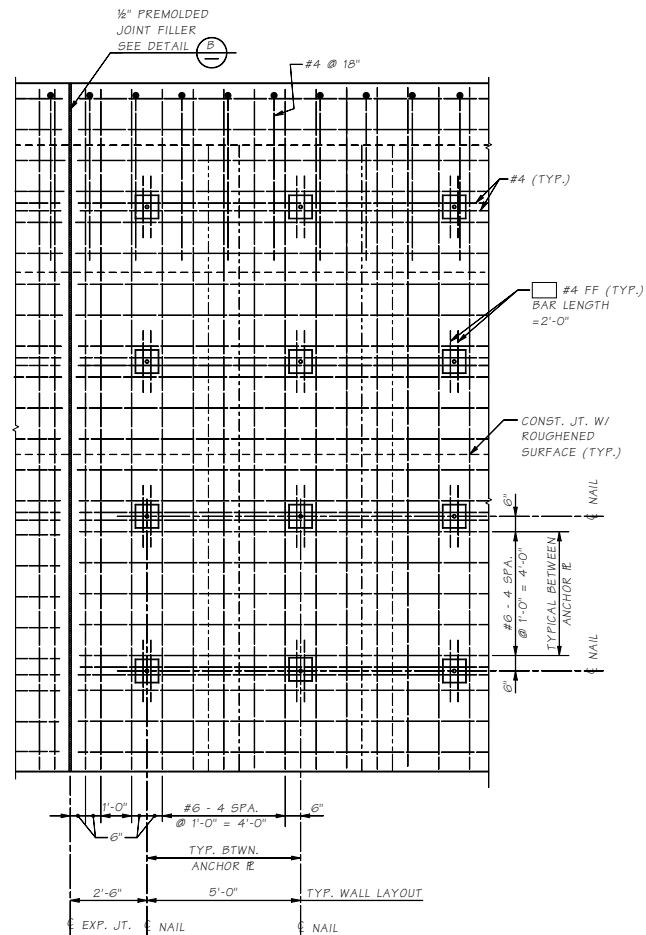 ½" PREMOLDED
JOINT FILLER
SEE DETAIL B
#4 @ 18"
#4 (TYP.)
#4 FF (TYP.)
BAR LENGTH
=2'-0"
CONST. JT. W/
ROUGHENED
SURFACE (TYP.)
6"
℄ NAIL
#6 - 4 SPA.
@ 1'-0" = 4'-0"
TYPICAL BETWEEN
ANCHOR ℙL
6"
℄ NAIL
1'-0"
#6 - 4 SPA.
@ 1'-0" = 4'-0"
6"
6"
TYP. BTWN.
ANCHOR ℙL
2'-6"
5'-0"
TYP. WALL LAYOUT
℄ EXP. JT.
℄ NAIL
℄ NAIL